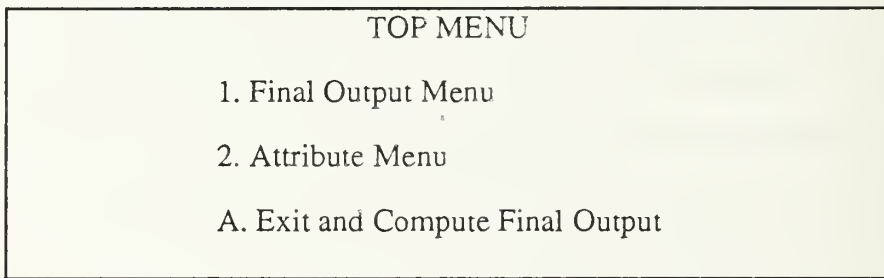 TOP MENU
1. Final Output Menu
2. Attribute Menu
A. Exit and Compute Final Output